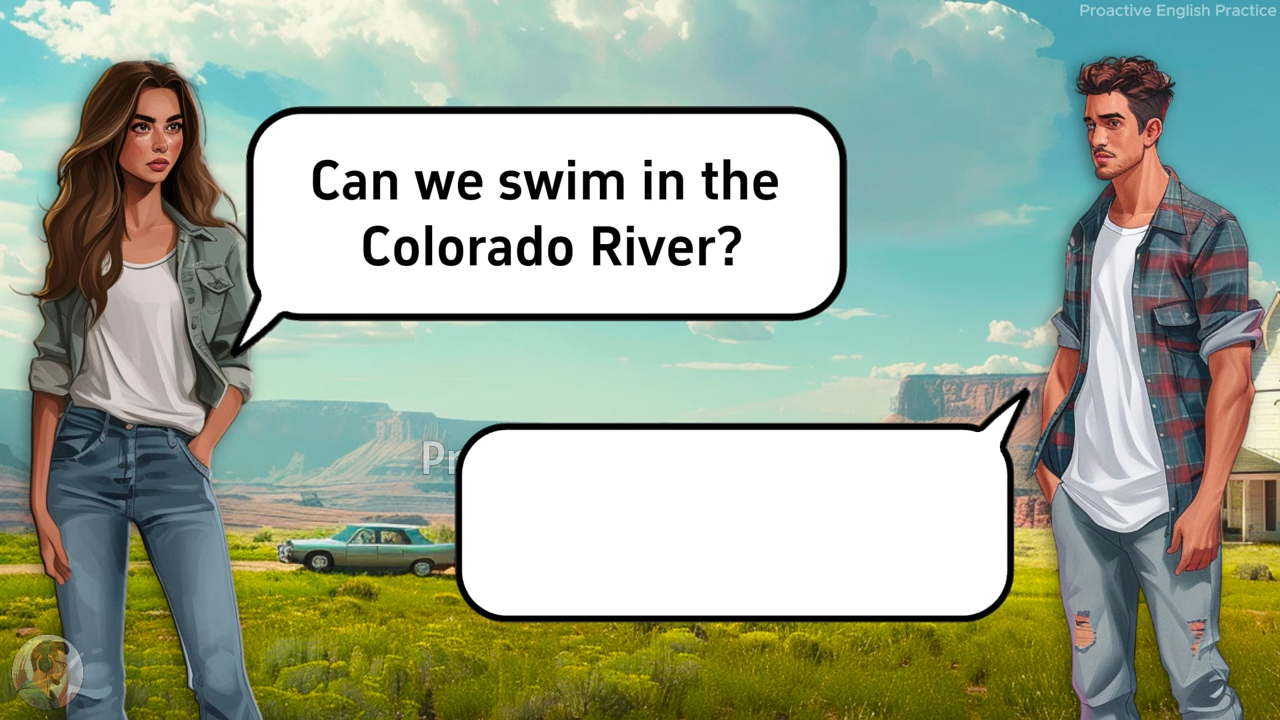 Proactive English Practice
Can we swim in the
Colorado River?